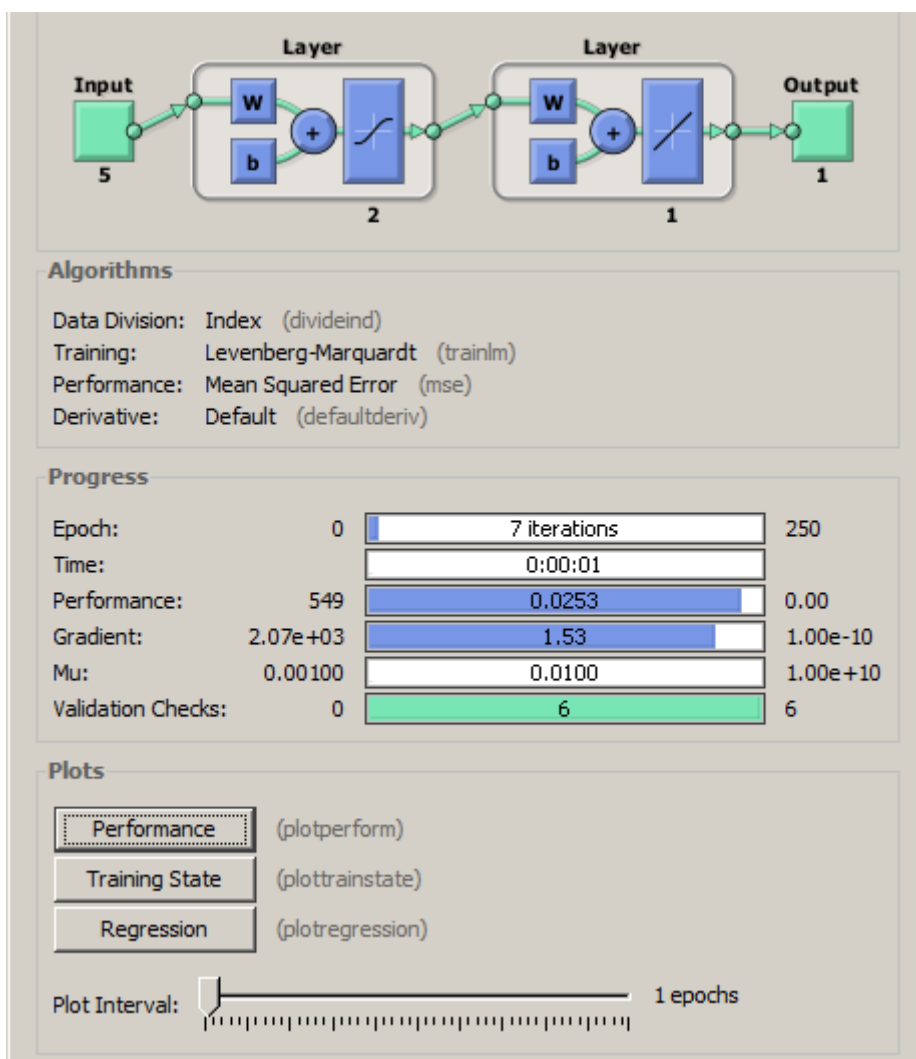 Layer Layer
Input Output
W W
+ +
b b
5 1
2 1
Algorithms
Data Division: Index (divideind)
Training: Levenberg-Marquardt (trainlm)
Performance: Mean Squared Error (mse)
Derivative: Default (defaultderiv)
Progress
Epoch: 0 7 iterations 250
Time: 0:00:01
Performance: 549 0.0253 0.00
Gradient: 2.07e+03 1.53 1.00e-10
Mu: 0.00100 0.0100 1.00e+10
Validation Checks: 0 6 6
Plots
Performance (plotperform)
Training State (plottrainstate)
Regression (plotregression)
Plot Interval: 1 epochs